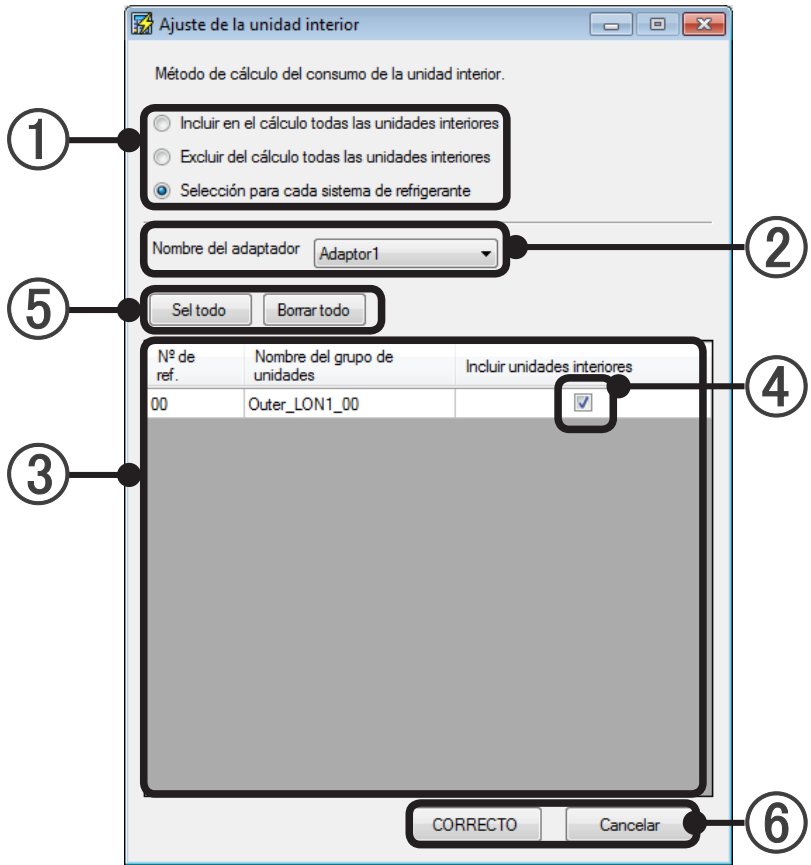 Ajuste de la unidad interior
Método de cálculo del consumo de la unidad interior.
① Incluir en el cálculo todas las unidades interiores
Excluir del cálculo todas las unidades interiores
Selección para cada sistema de refrigerante
Nombre del adaptador Adaptor1 ②
⑤ Sel todo Borrar todo
Nº de ref. Nombre del grupo de unidades Incluir unidades interiores
00 Outer_LON1_00 ④
③
CORRECTO Cancelar ⑥